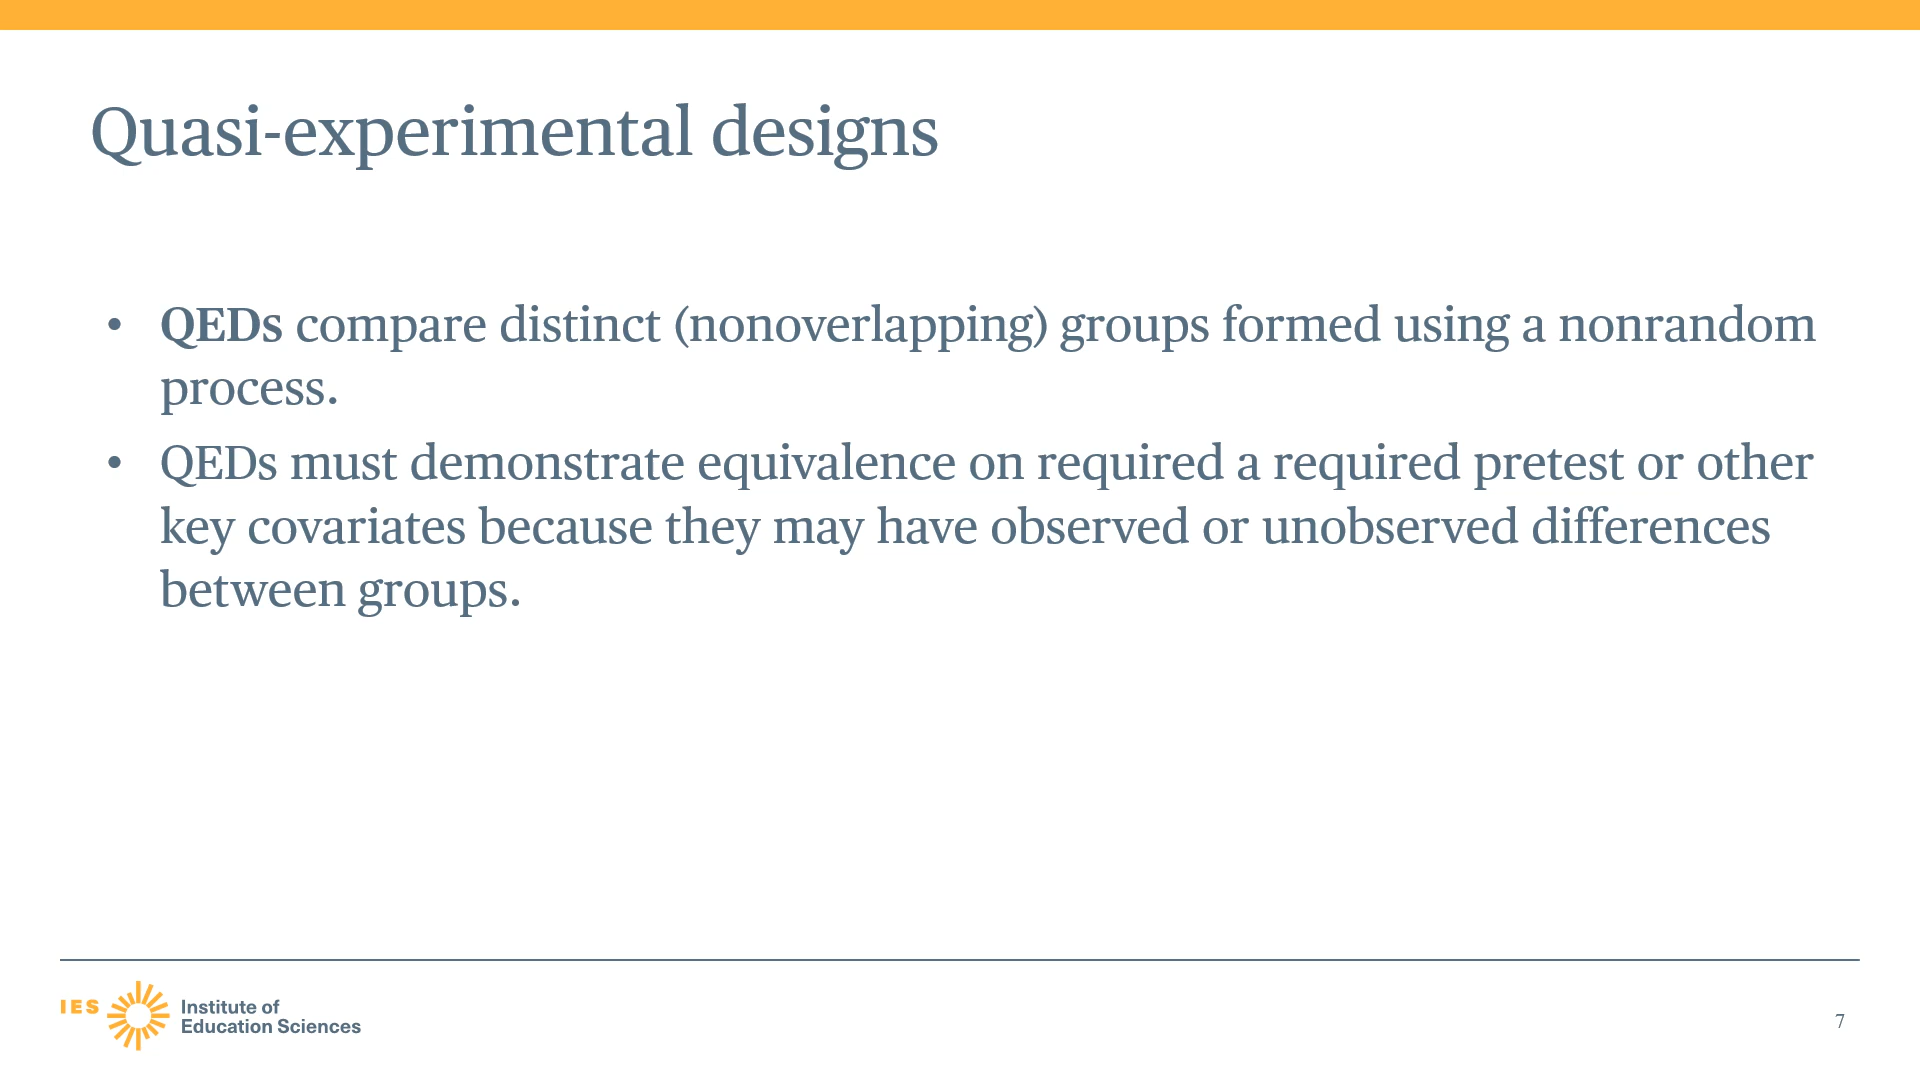 Quasi-experimental designs
• QEDs compare distinct (nonoverlapping) groups formed using a nonrandom
process.
• QEDs must demonstrate equivalence on required a required pretest or other
key covariates because they may have observed or unobserved differences
between groups.
IES
Institute of
Education Sciences
7